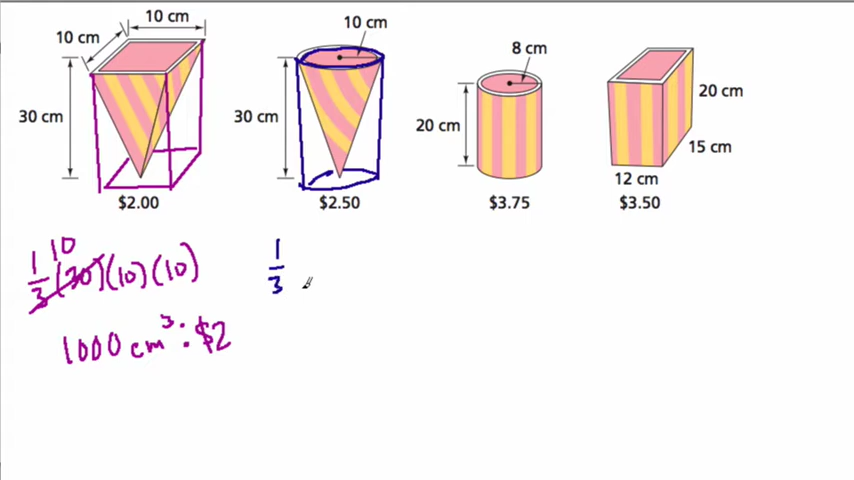 10 cm
10 cm
30 cm
$2.00
10 cm
30 cm
$2.50
8 cm
20 cm
$3.75
20 cm
15 cm
12 cm
$3.50
10
1/3 (30)(10)(10)
1000 cm³ : $2
1/3